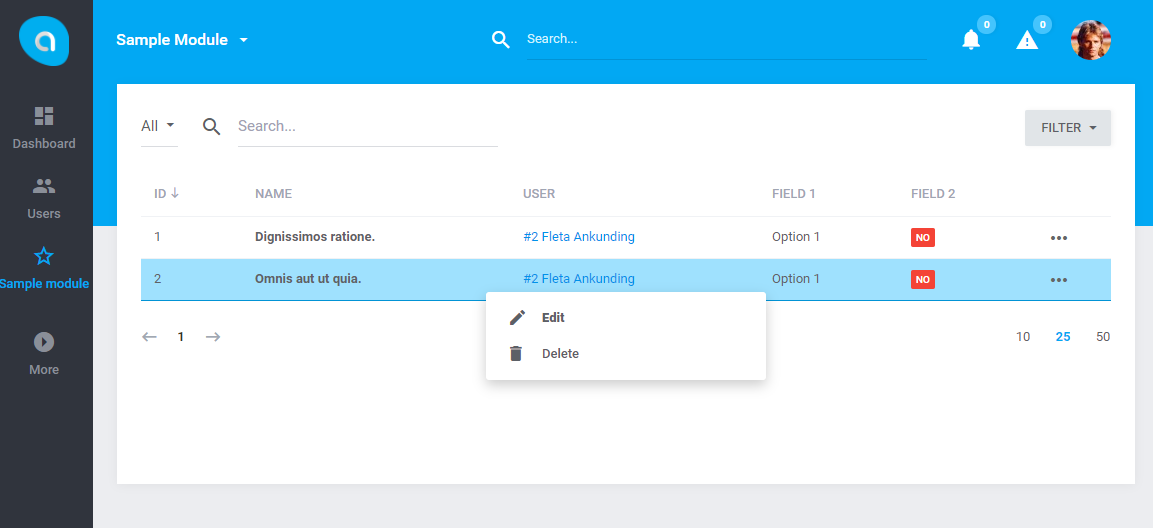 Sample Module
Search...
0
0
Dashboard
Users
Sample module
More
All
Search...
FILTER
ID NAME USER FIELD 1 FIELD 2
1 Dignissimos ratione. #2 Fleta Ankunding Option 1 NO
2 Omnis aut ut quia. #2 Fleta Ankunding Option 1 NO
Edit
Delete
1
10 25 50